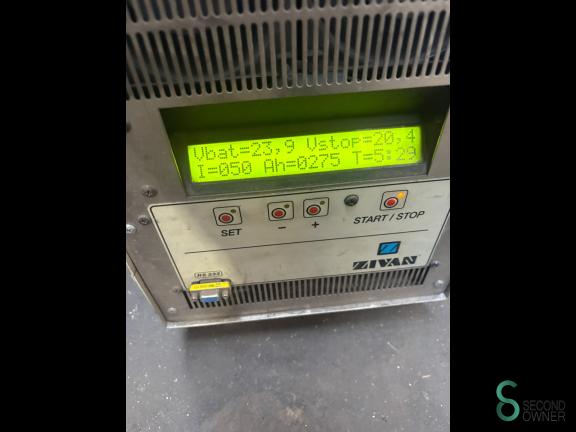 Vbat=23,9 Vstop=20,4
I=050 Ah=0275 T=5:29
SET
-
+
START / STOP
ZIVAN
RS 232
SECOND
OWNER